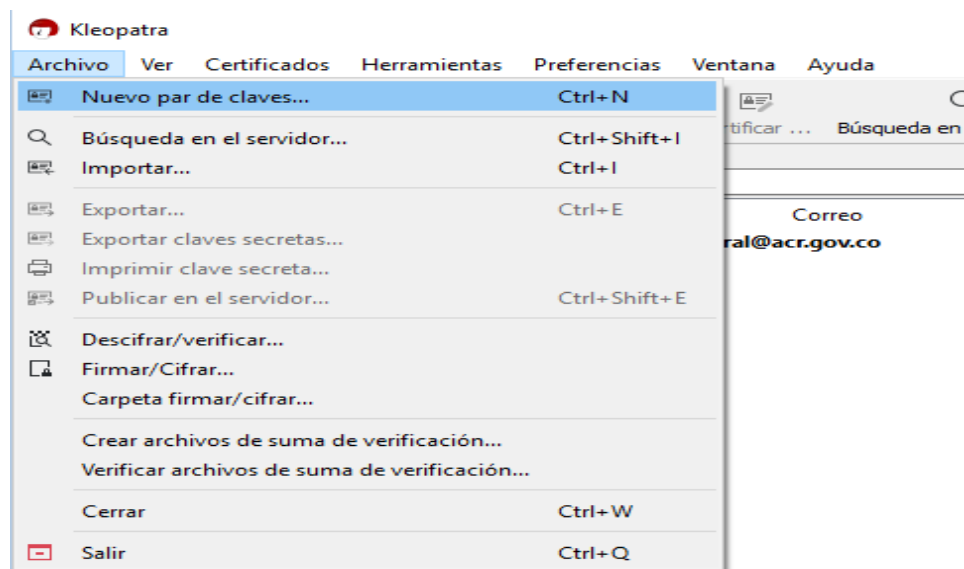 Kleopatra
Archivo Ver Certificados Herramientas Preferencias Ventana Ayuda
Nuevo par de claves... Ctrl+N
Búsqueda en el servidor... Ctrl+Shift+I
Importar... Ctrl+I
Exportar... Ctrl+E
Exportar claves secretas...
Imprimir clave secreta...
Publicar en el servidor... Ctrl+Shift+E
Descifrar/verificar...
Firmar/Cifrar...
Carpeta firmar/cifrar...
Crear archivos de suma de verificación...
Verificar archivos de suma de verificación...
Cerrar Ctrl+W
Salir Ctrl+Q
tificar ... Búsqueda en
Correo
ral@acr.gov.co